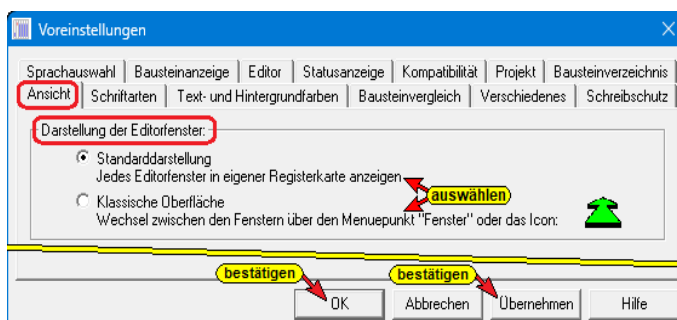 Voreinstellungen
Sprachauswahl Bausteinanzeige Editor Statusanzeige Kompatibilität Projekt Bausteinverzeichnis
Ansicht Schriftarten Text- und Hintergrundfarben Bausteinvergleich Verschiedenes Schreibschutz
Darstellung der Editorfenster:
Standarddarstellung
Jedes Editorfenster in eigener Registerkarte anzeigen
auswählen
Klassische Oberfläche
Wechsel zwischen den Fenstern über den Menuepunkt "Fenster" oder das Icon:
bestätigen bestätigen
OK Abbrechen Übernehmen Hilfe